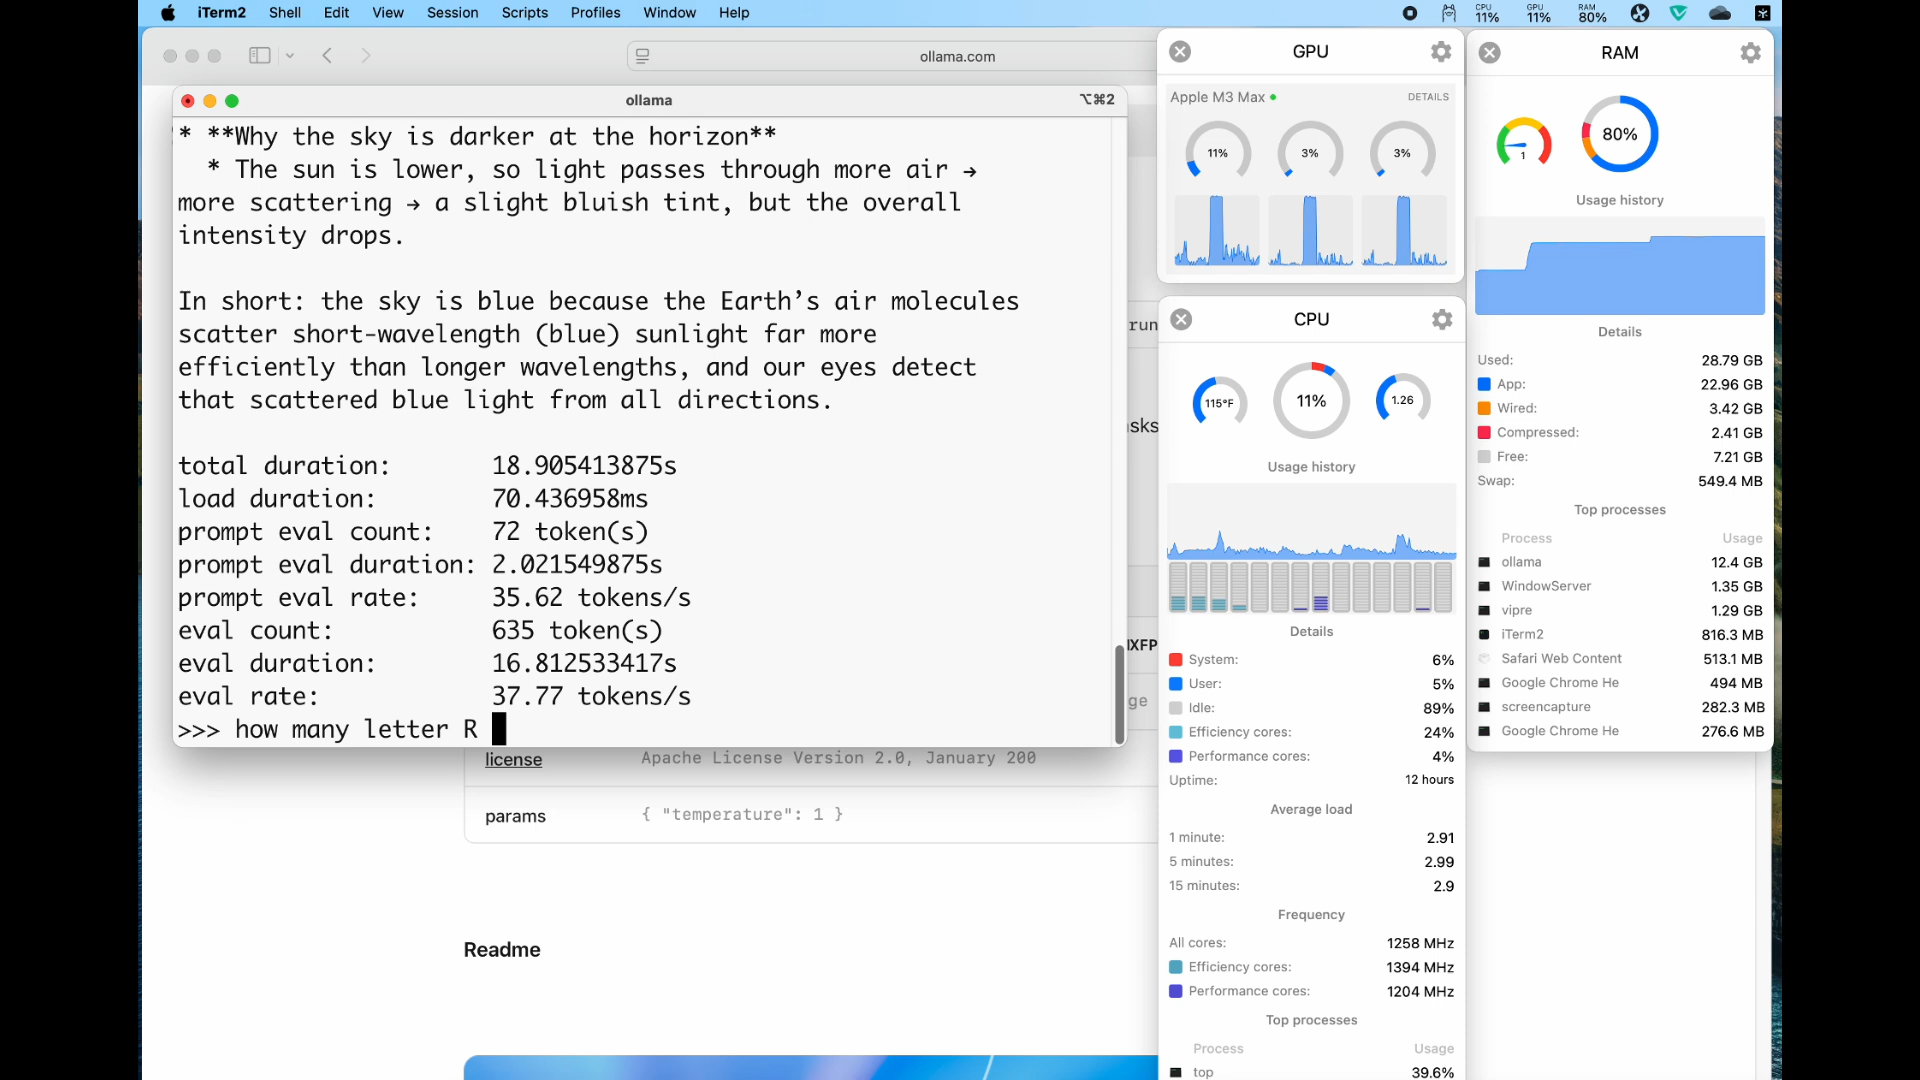 iTerm2 Shell Edit View Session Scripts Profiles Window Help
CPU 11% GPU 11% RAM 80%
ollama.com
ollama
⌥⌘2
* **Why the sky is darker at the horizon**
* The sun is lower, so light passes through more air →
more scattering → a slight bluish tint, but the overall
intensity drops.
In short: the sky is blue because the Earth’s air molecules
scatter short-wavelength (blue) sunlight far more
efficiently than longer wavelengths, and our eyes detect
that scattered blue light from all directions.
total duration: 18.905413875s
load duration: 70.436958ms
prompt eval count: 72 token(s)
prompt eval duration: 2.021549875s
prompt eval rate: 35.62 tokens/s
eval count: 635 token(s)
eval duration: 16.812533417s
eval rate: 37.77 tokens/s
>>> how many letter R
run
sks
XFP
ge
license Apache License Version 2.0, January 200
params { "temperature": 1 }
Readme
GPU
Apple M3 Max DETAILS
11% 3% 3%
CPU
115°F 11% 1.26
Usage history
Details
System: 6%
User: 5%
Idle: 89%
Efficiency cores: 24%
Performance cores: 4%
Uptime: 12 hours
Average load
1 minute: 2.91
5 minutes: 2.99
15 minutes: 2.9
Frequency
All cores: 1258 MHz
Efficiency cores: 1394 MHz
Performance cores: 1204 MHz
Top processes
Process Usage
top 39.6%
RAM
1 80%
Usage history
Details
Used: 28.79 GB
App: 22.96 GB
Wired: 3.42 GB
Compressed: 2.41 GB
Free: 7.21 GB
Swap: 549.4 MB
Top processes
Process Usage
ollama 12.4 GB
WindowServer 1.35 GB
vipre 1.29 GB
iTerm2 816.3 MB
Safari Web Content 513.1 MB
Google Chrome He 494 MB
screencapture 282.3 MB
Google Chrome He 276.6 MB